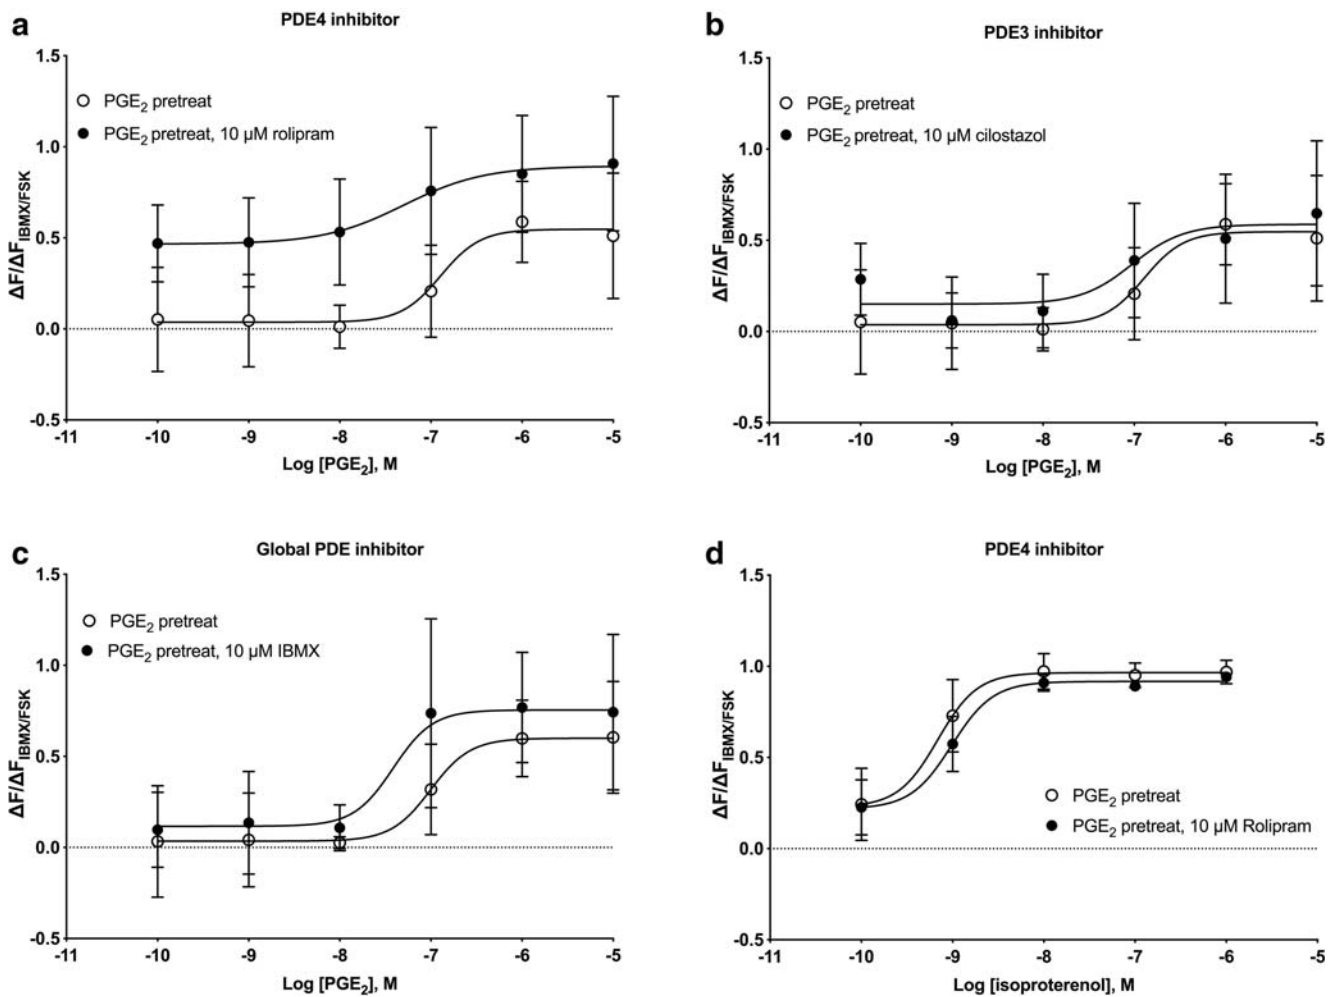 a
PDE4 inhibitor
1.5
1.0
0.5
0.0
-0.5
ΔF/ΔF_IBMX/FSK
PGE₂ pretreat
PGE₂ pretreat, 10 µM rolipram
-11 -10 -9 -8 -7 -6 -5
Log [PGE₂], M
b
PDE3 inhibitor
1.5
1.0
0.5
0.0
-0.5
ΔF/ΔF_IBMX/FSK
PGE₂ pretreat
PGE₂ pretreat, 10 µM cilostazol
-11 -10 -9 -8 -7 -6 -5
Log [PGE₂], M
c
Global PDE inhibitor
1.5
1.0
0.5
0.0
-0.5
ΔF/ΔF_IBMX/FSK
PGE₂ pretreat
PGE₂ pretreat, 10 µM IBMX
-11 -10 -9 -8 -7 -6 -5
Log [PGE₂], M
d
PDE4 inhibitor
1.5
1.0
0.5
0.0
-0.5
ΔF/ΔF_IBMX/FSK
PGE₂ pretreat
PGE₂ pretreat, 10 µM Rolipram
-11 -10 -9 -8 -7 -6 -5
Log [isoproterenol], M